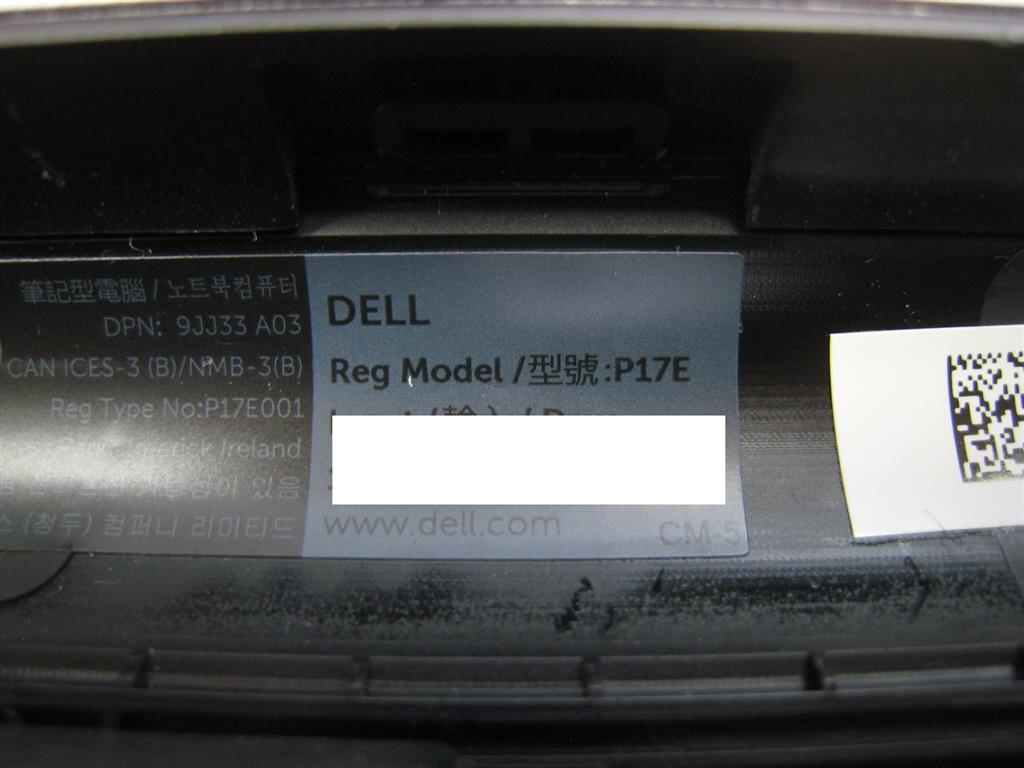 筆記型電腦 / 노트북컴퓨터
DPN: 9JJ33 A03
CAN ICES-3 (B)/NMB-3(B)
Reg Type No:P17E001
Ireland
있음
(청두) 컴퍼니 리미티드
DELL
Reg Model /型號:P17E
www.dell.com
CM-5